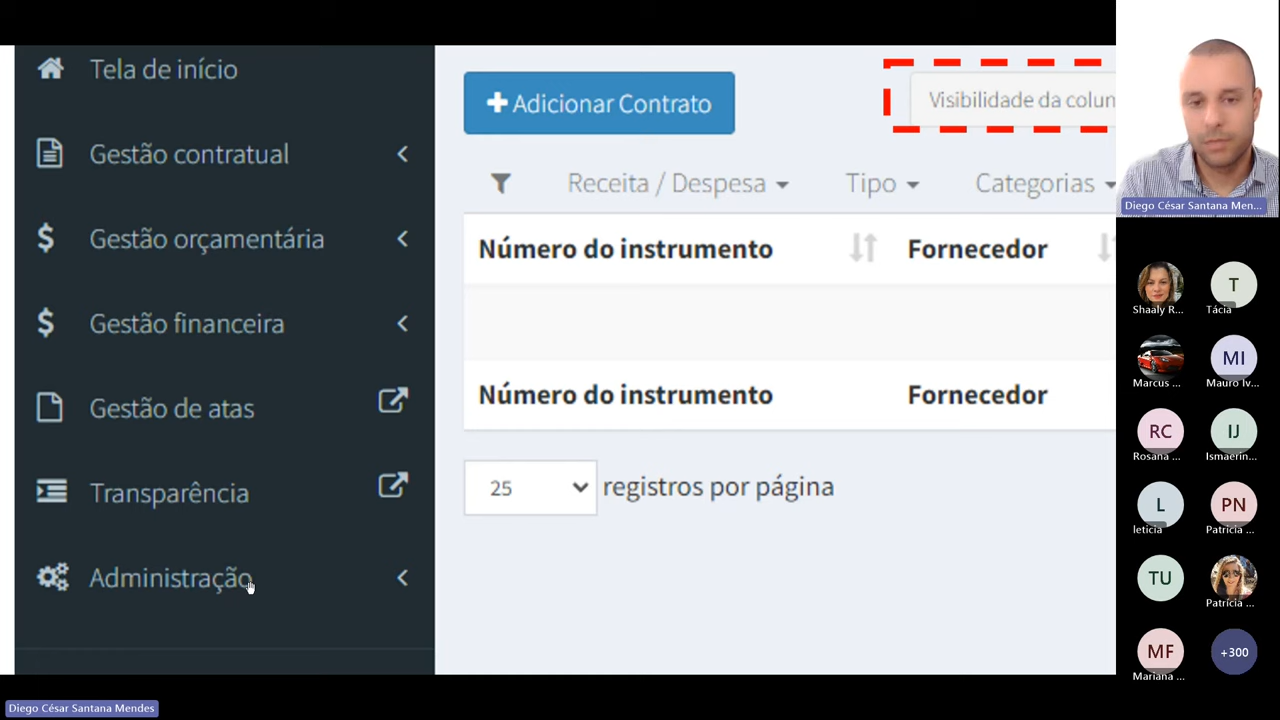 Tela de início
Gestão contratual
Gestão orçamentária
Gestão financeira
Gestão de atas
Transparência
Administração
Adicionar Contrato
Visibilidade da colun
Receita / Despesa
Tipo
Categorias
Número do instrumento
Fornecedor
Número do instrumento
Fornecedor
25
registros por página
Diego César Santana Men...
Shaaly R...
T
Tácia
Marcus ...
MI
Mauro Iv...
RC
Rosana ...
IJ
Ismaerin...
L
leticia
PN
Patricia ...
TU
Patrícia ...
MF
Mariana ...
+300
Diego César Santana Mendes